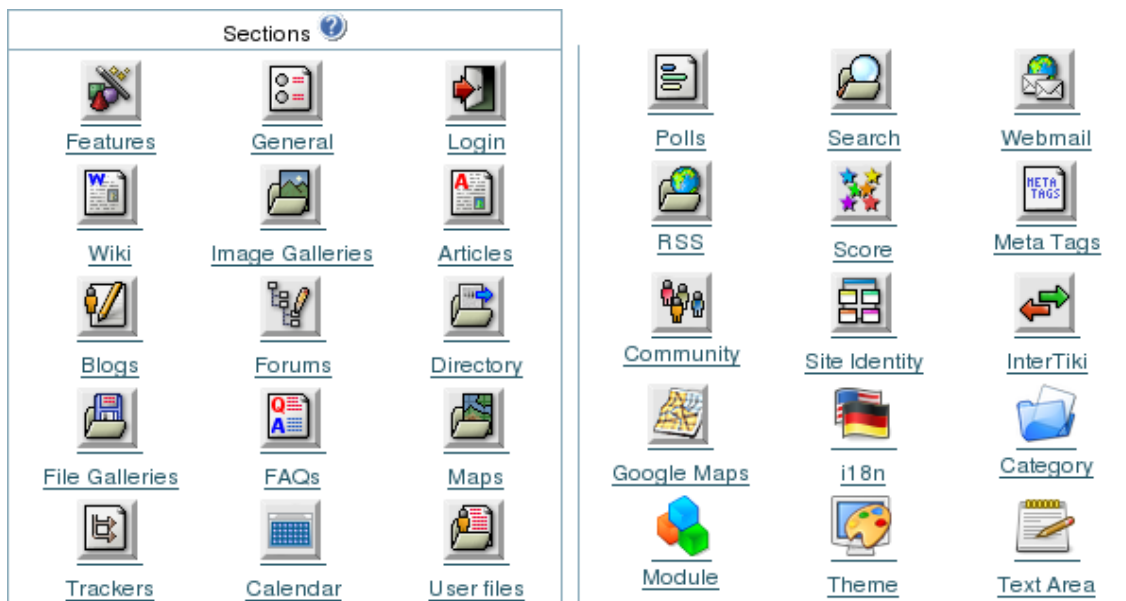 Sections ?
Features General Login
W
A
Wiki Image Galleries Articles
Blogs Forums Directory
Q
A
File Galleries FAQs Maps
Trackers Calendar User files
Polls Search Webmail
META
TAGS
RSS Score Meta Tags
Community Site Identity InterTiki
Google Maps i18n Category
Module Theme Text Area